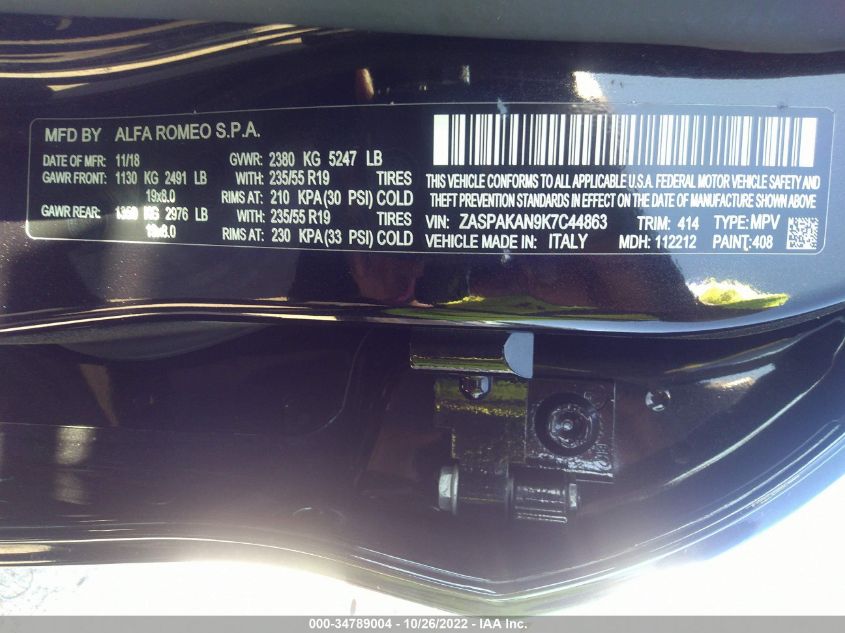 MFD BY ALFA ROMEO S.P.A.
DATE OF MFR: 11/18 GVWR: 2380 KG 5247 LB
GAWR FRONT: 1130 KG 2491 LB WITH: 235/55 R19 TIRES
19x8.0 RIMS AT: 210 KPA (30 PSI) COLD
GAWR REAR: 1350 KG 2976 LB WITH: 235/55 R19 TIRES
19x8.0 RIMS AT: 230 KPA (33 PSI) COLD
THIS VEHICLE CONFORMS TO ALL APPLICABLE U.S.A. FEDERAL MOTOR VEHICLE SAFETY AND
THEFT PREVENTION STANDARDS IN EFFECT ON THE DATE OF MANUFACTURE SHOWN ABOVE.
VIN: ZASPAKAN9K7C44863 TRIM: 414 TYPE: MPV
VEHICLE MADE IN: ITALY MDH: 112212 PAINT: 408
000-34789004 - 10/26/2022 - IAA Inc.